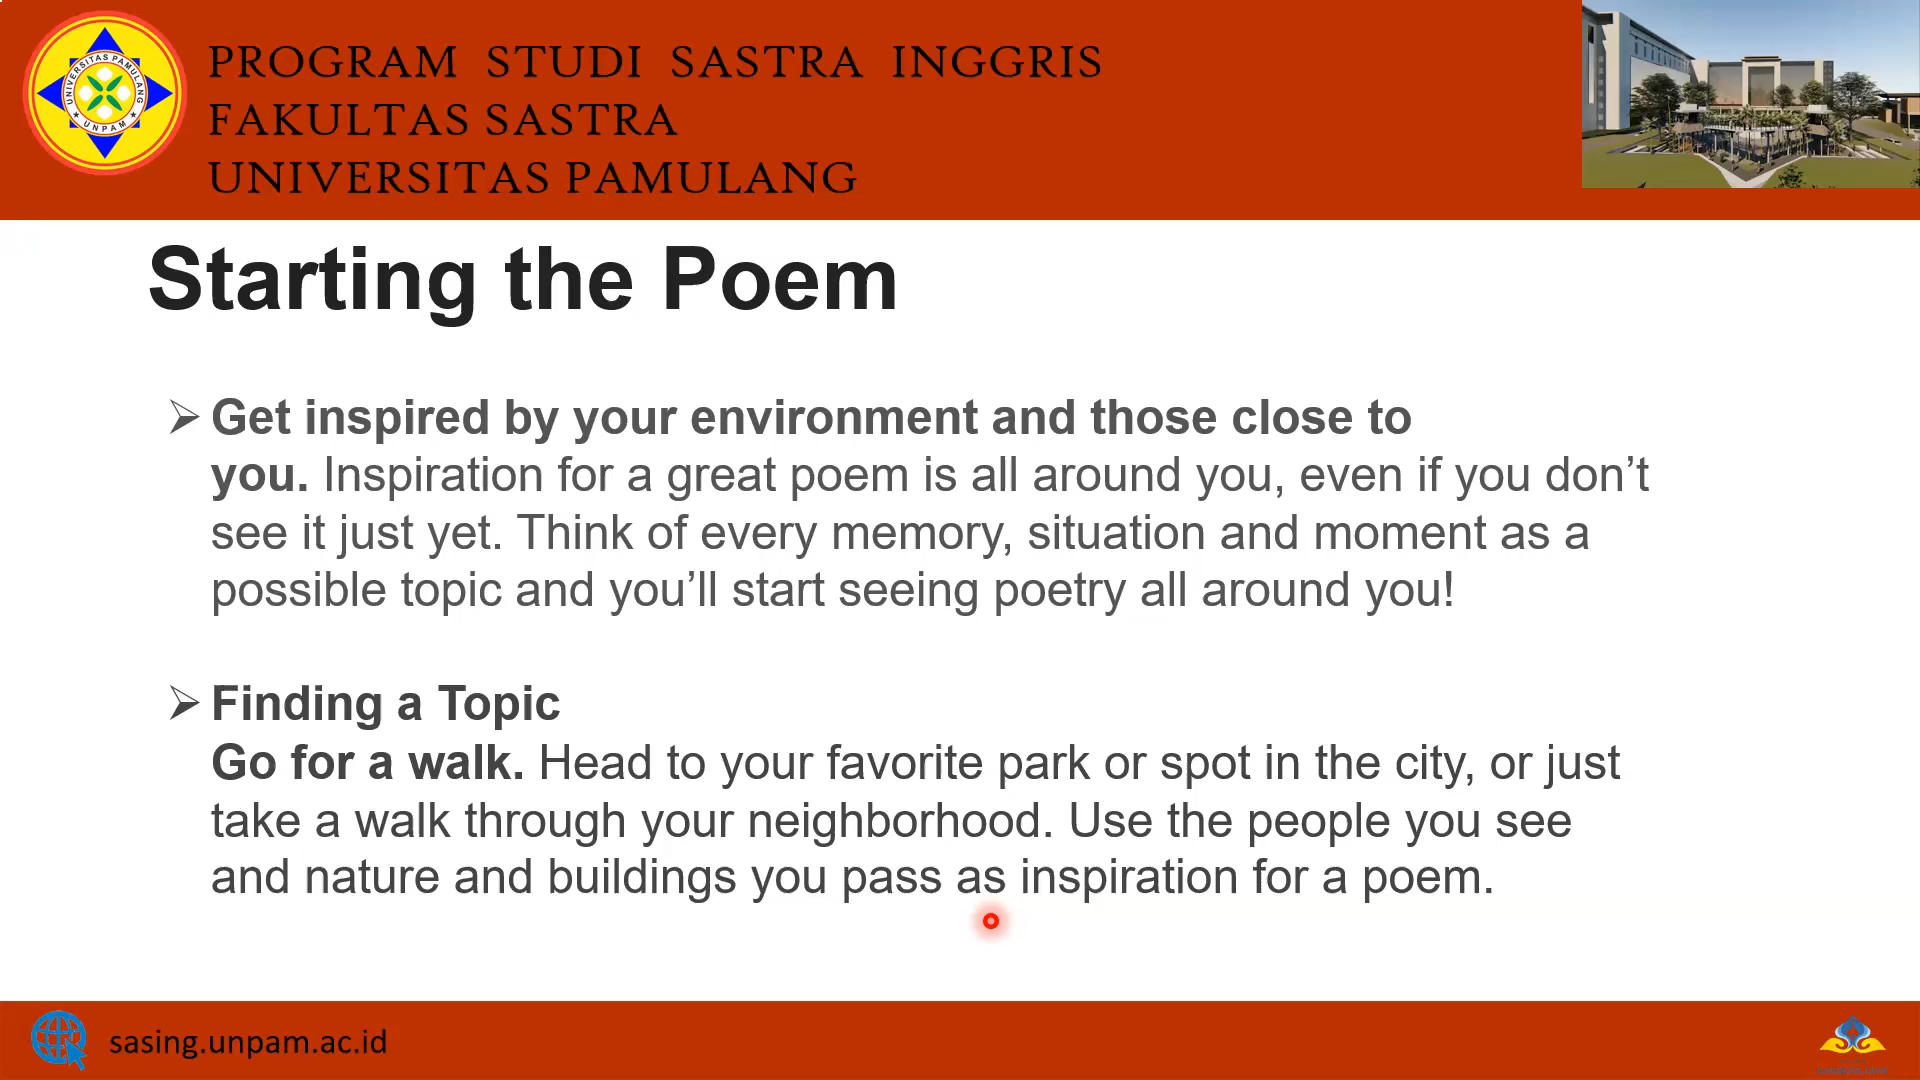 UNIVERSITAS PAMULANG
UNPAM
PROGRAM STUDI SASTRA INGGRIS
FAKULTAS SASTRA
UNIVERSITAS PAMULANG
Starting the Poem
➢ Get inspired by your environment and those close to
you. Inspiration for a great poem is all around you, even if you don’t
see it just yet. Think of every memory, situation and moment as a
possible topic and you’ll start seeing poetry all around you!
➢ Finding a Topic
Go for a walk. Head to your favorite park or spot in the city, or just
take a walk through your neighborhood. Use the people you see
and nature and buildings you pass as inspiration for a poem.
sasing.unpam.ac.id